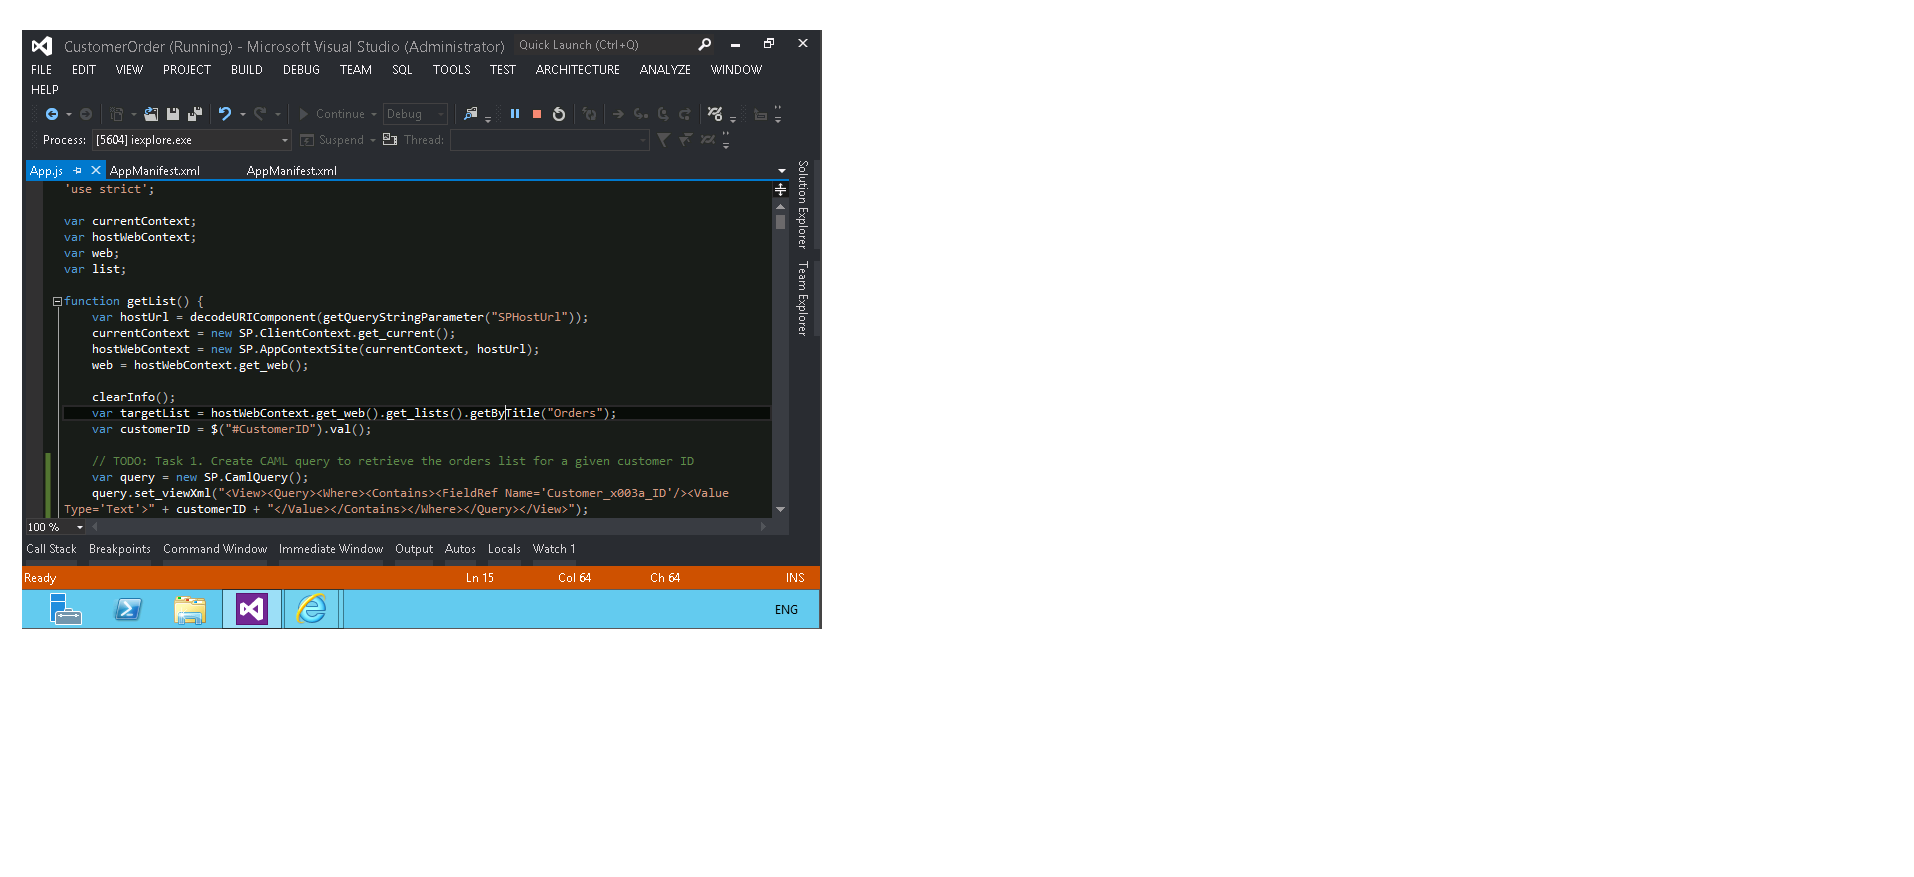 CustomerOrder (Running) - Microsoft Visual Studio (Administrator) Quick Launch (Ctrl+Q)
FILE EDIT VIEW PROJECT BUILD DEBUG TEAM SQL TOOLS TEST ARCHITECTURE ANALYZE WINDOW
HELP
Continue Debug
Process: [5604] iexplore.exe Suspend Thread:
App.js AppManifest.xml AppManifest.xml
'use strict';
var currentContext;
var hostWebContext;
var web;
var list;
function getList() {
var hostUrl = decodeURIComponent(getQueryStringParameter("SPHostUrl"));
currentContext = new SP.ClientContext.get_current();
hostWebContext = new SP.AppContextSite(currentContext, hostUrl);
web = hostWebContext.get_web();
clearInfo();
var targetList = hostWebContext.get_web().get_lists().getByTitle("Orders");
var customerID = $("#CustomerID").val();
// TODO: Task 1. Create CAML query to retrieve the orders list for a given customer ID
var query = new SP.CamlQuery();
query.set_viewXml("<View><Query><Where><Contains><FieldRef Name='Customer_x003a_ID'/><Value
Type='Text'>" + customerID + "</Value></Contains></Where></Query></View>");
Solution Explorer
Team Explorer
100 %
Call Stack Breakpoints Command Window Immediate Window Output Autos Locals Watch 1
Ready Ln 15 Col 64 Ch 64 INS
ENG